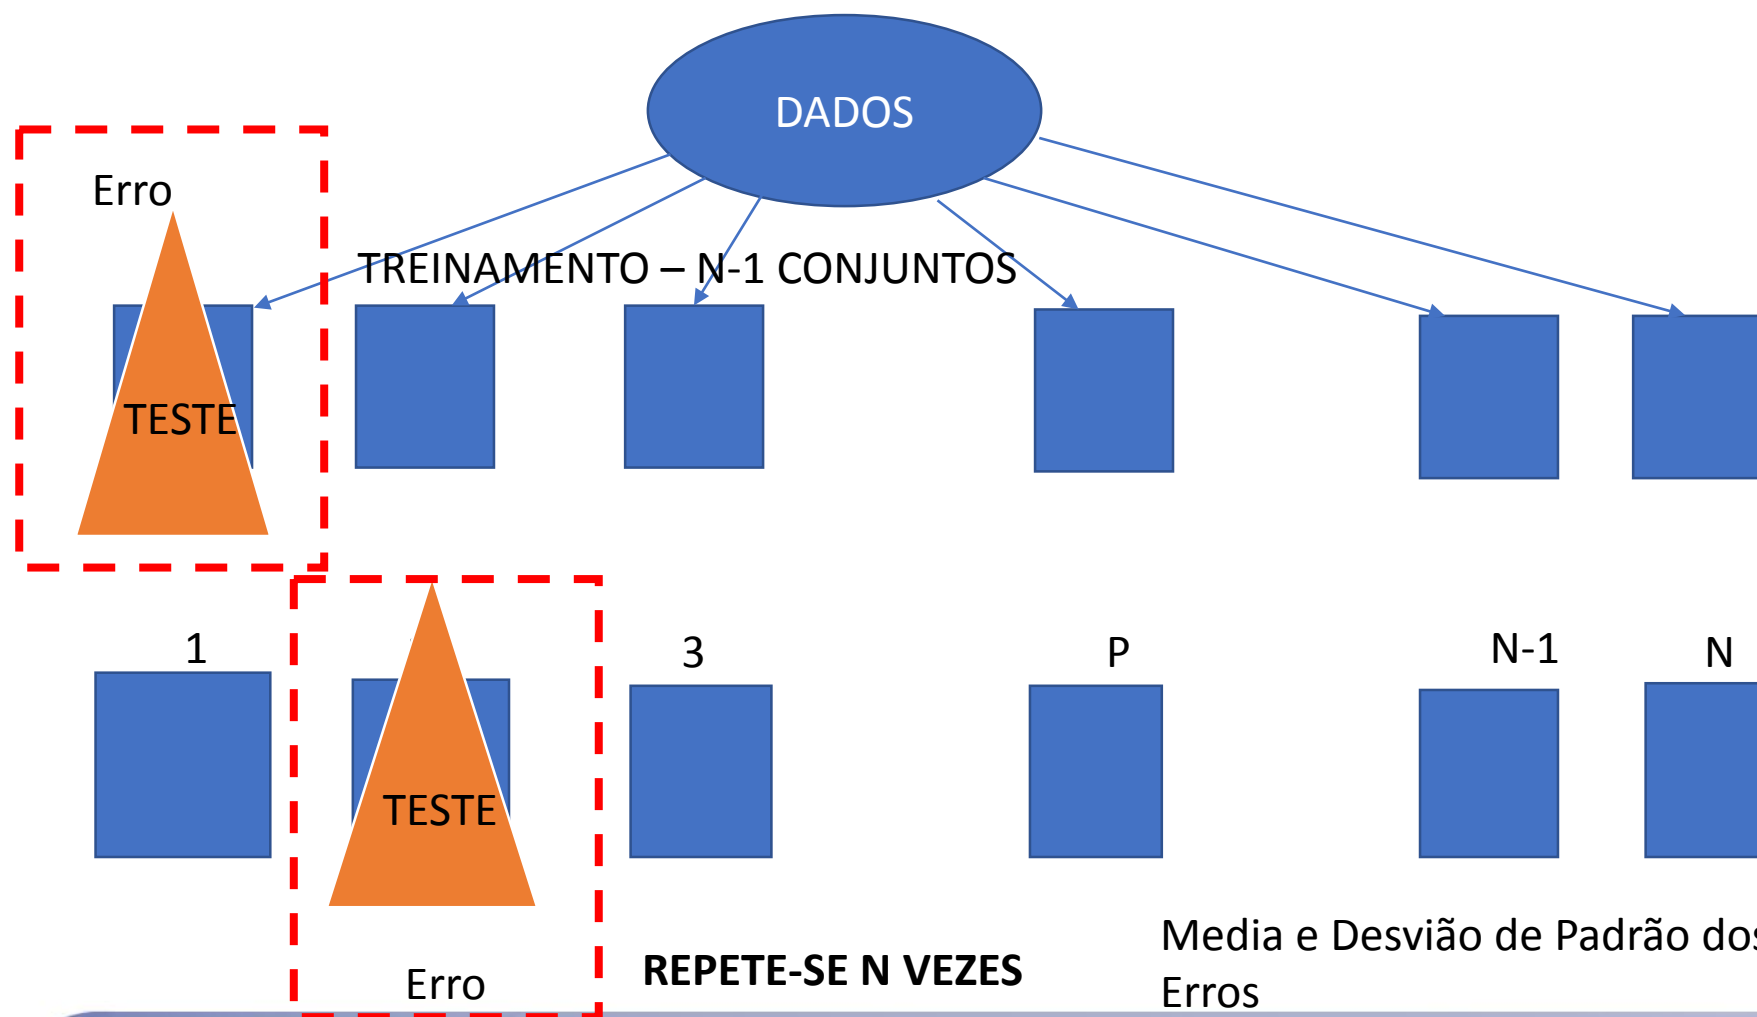 DADOS
Erro
TREINAMENTO – N-1 CONJUNTOS
TESTE
1
3
P
N-1
N
TESTE
Media e Desvião de Padrão dos
Erros
REPETE-SE N VEZES
Erro